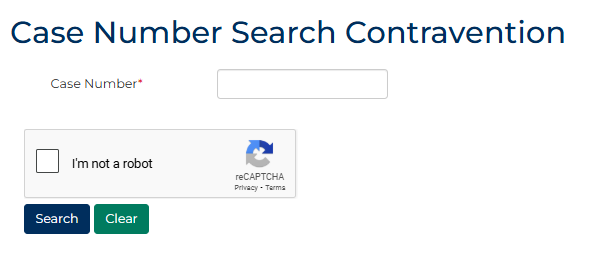 Case Number Search Contravention
Case Number*
I'm not a robot
reCAPTCHA
Privacy - Terms
Search Clear